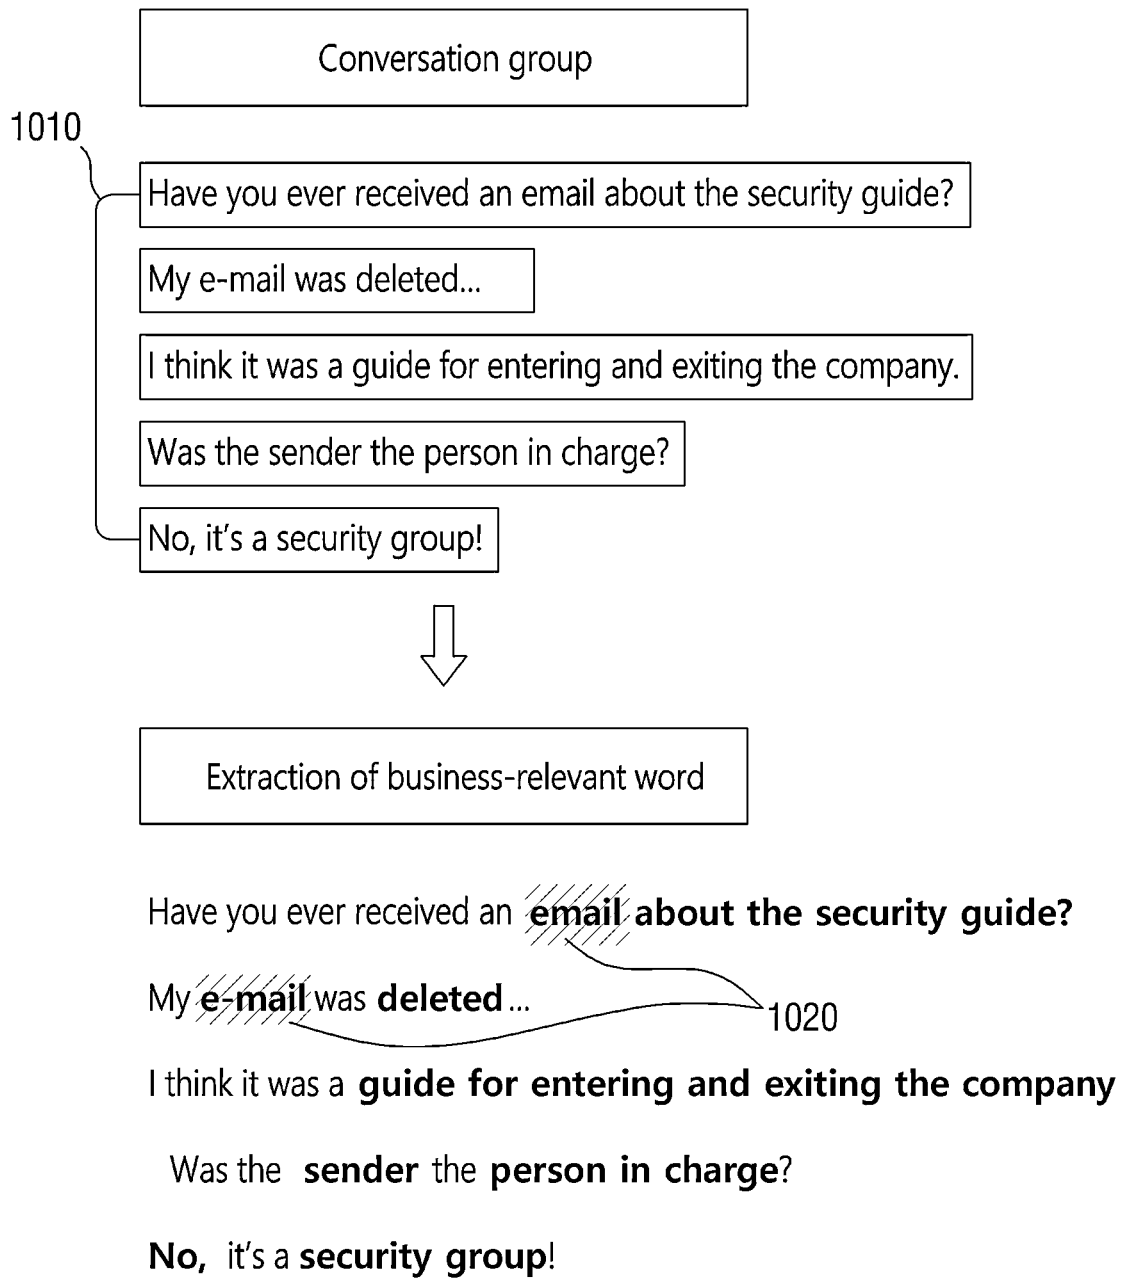 Conversation group
1010
Have you ever received an email about the security guide?
My e-mail was deleted...
I think it was a guide for entering and exiting the company.
Was the sender the person in charge?
No, it's a security group!
Extraction of business-relevant word
Have you ever received an email about the security guide?
My e-mail was deleted...
1020
I think it was a guide for entering and exiting the company
Was the sender the person in charge?
No, it's a security group!